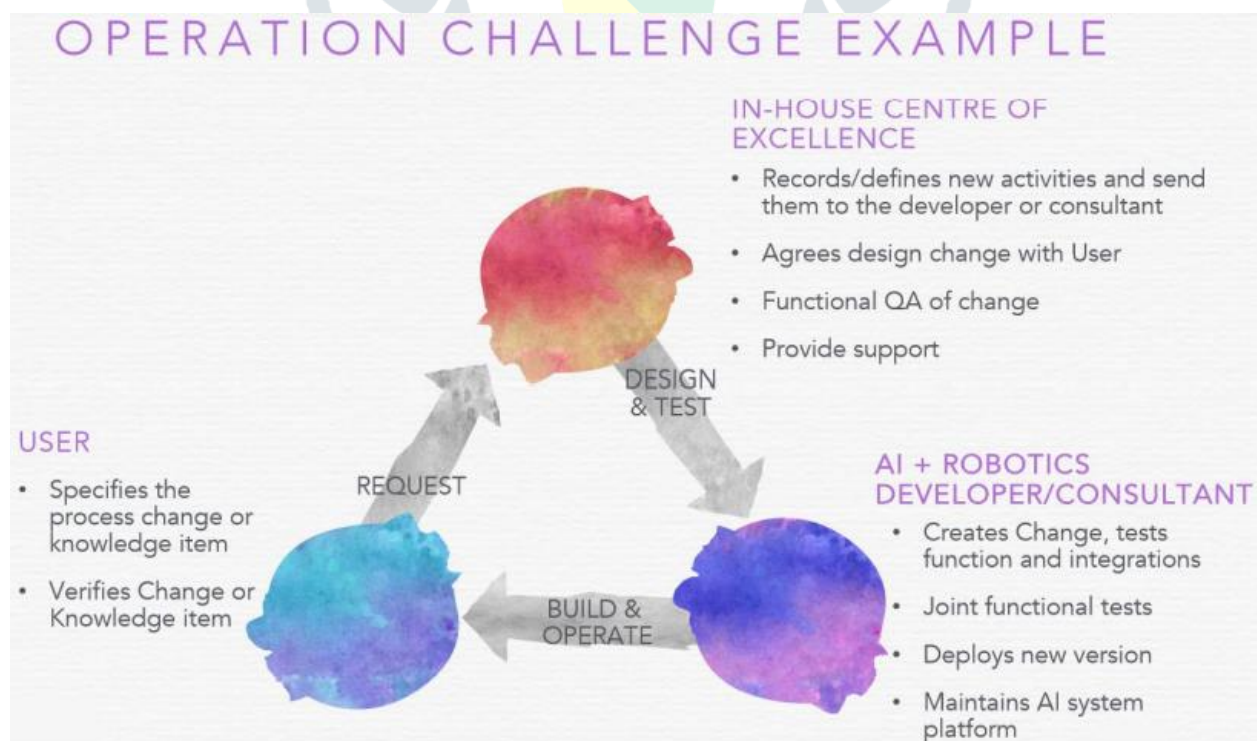 OPERATION CHALLENGE EXAMPLE
IN-HOUSE CENTRE OF
EXCELLENCE
• Records/defines new activities and send
them to the developer or consultant
• Agrees design change with User
• Functional QA of change
• Provide support
DESIGN
& TEST
USER
• Specifies the
process change or
knowledge item
• Verifies Change or
Knowledge item
REQUEST
AI + ROBOTICS
DEVELOPER/CONSULTANT
• Creates Change, tests
function and integrations
• Joint functional tests
• Deploys new version
• Maintains AI system
platform
BUILD &
OPERATE